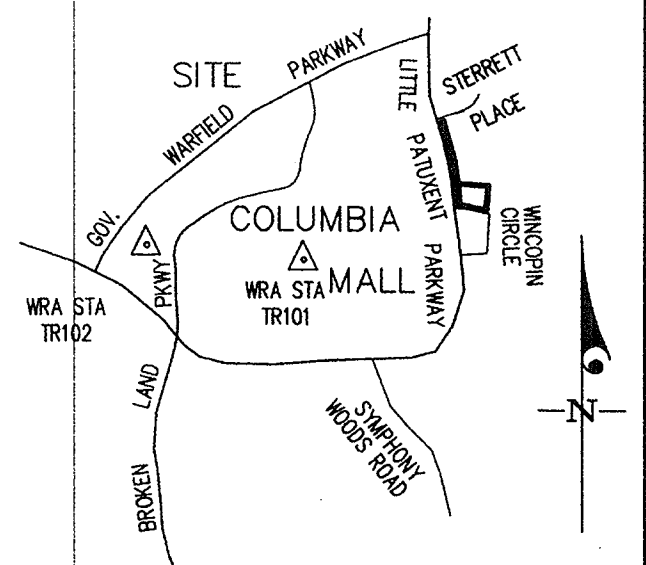 SITE
PARKWAY
WARFIELD
GOV.
LITTLE
PATUXENT
PARKWAY
STERRETT
PLACE
WINCOPIN
CIRCLE
COLUMBIA
MALL
WRA STA
TR101
PKWY
WRA STA
TR102
LAND
BROKEN
SYMPHONY
WOODS ROAD
N